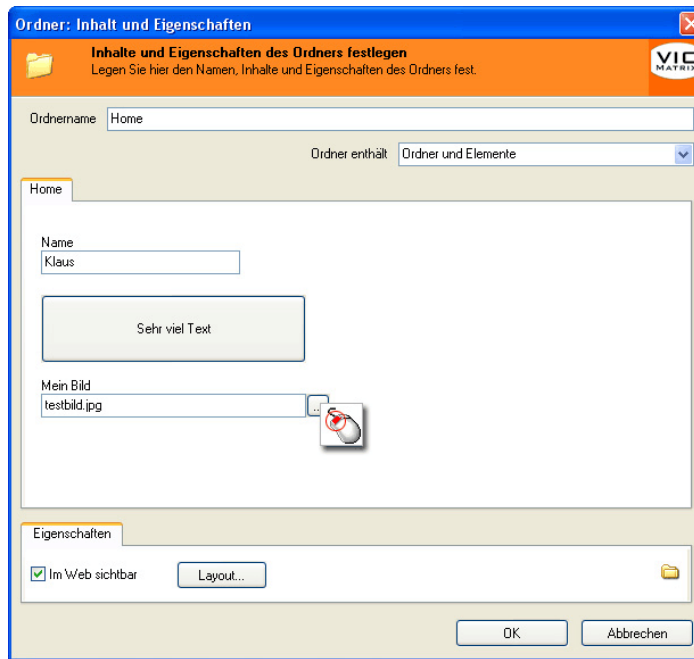 Ordner: Inhalt und Eigenschaften
Inhalte und Eigenschaften des Ordners festlegen
Legen Sie hier den Namen, Inhalte und Eigenschaften des Ordners fest.
VIO
MATRIX
Ordnername Home
Ordner enthält Ordner und Elemente
Home
Name
Klaus
Sehr viel Text
Mein Bild
testbild.jpg
Eigenschaften
Im Web sichtbar Layout...
OK Abbrechen